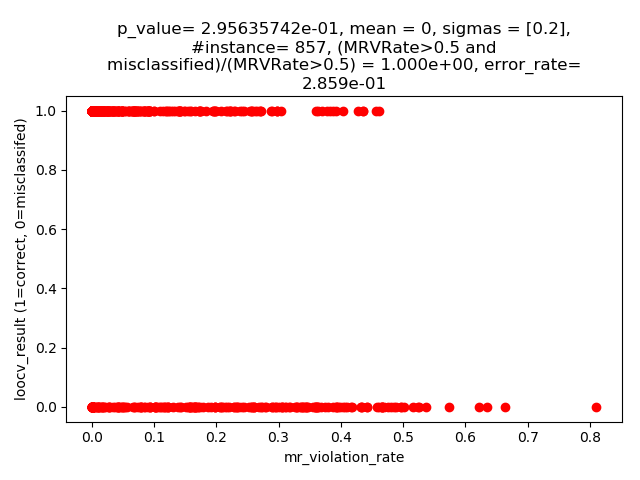 p_value= 2.95635742e-01, mean = 0, sigmas = [0.2],
#instance= 857, (MRVRate>0.5 and
misclassified)/(MRVRate>0.5) = 1.000e+00, error_rate=
2.859e-01
1.0
0.8
0.6
0.4
0.2
0.0
loocv_result (1=correct, 0=misclassifed)
0.0 0.1 0.2 0.3 0.4 0.5 0.6 0.7 0.8
mr_violation_rate